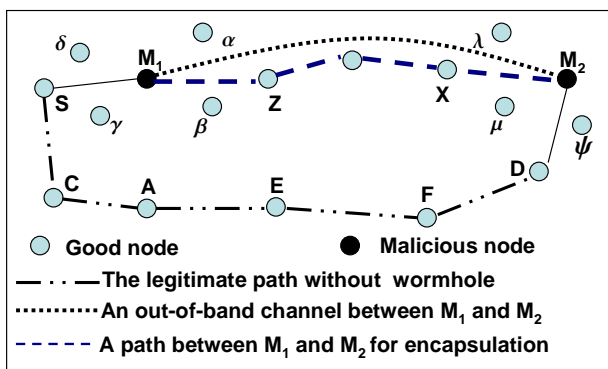 δ
M₁
α
λ
M₂
S
γ
β
Z
X
μ
ψ
D
C
A
E
F
Good node
Malicious node
The legitimate path without wormhole
An out-of-band channel between M₁ and M₂
A path between M₁ and M₂ for encapsulation